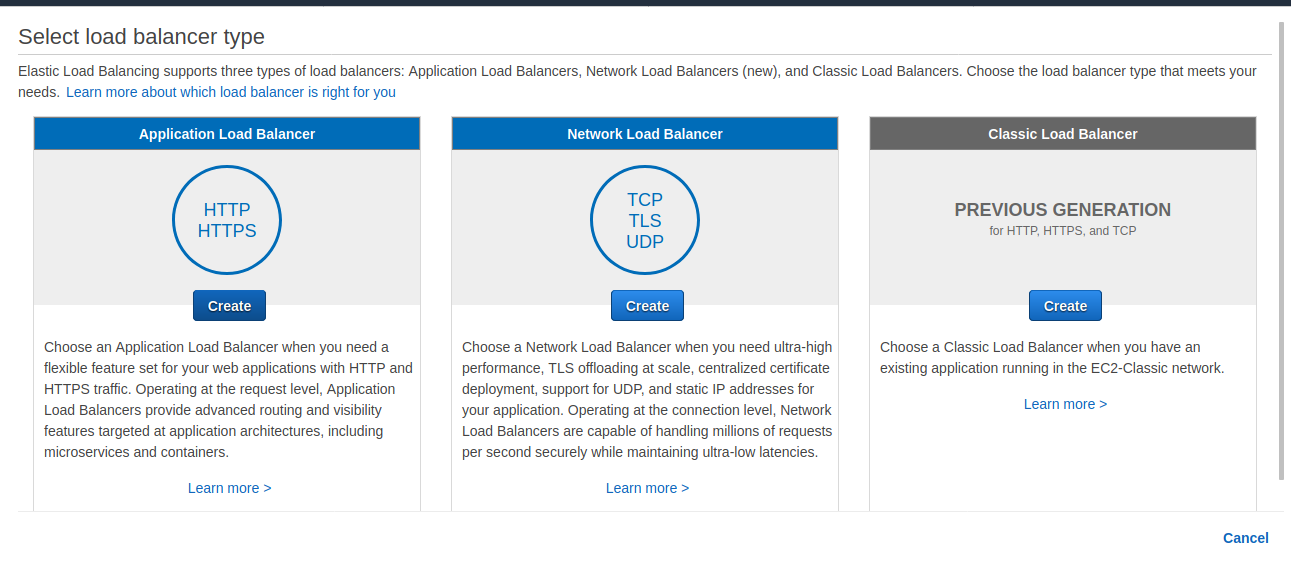 Select load balancer type
Elastic Load Balancing supports three types of load balancers: Application Load Balancers, Network Load Balancers (new), and Classic Load Balancers. Choose the load balancer type that meets your
needs. Learn more about which load balancer is right for you
Application Load Balancer
HTTP
HTTPS
Create
Choose an Application Load Balancer when you need a
flexible feature set for your web applications with HTTP and
HTTPS traffic. Operating at the request level, Application
Load Balancers provide advanced routing and visibility
features targeted at application architectures, including
microservices and containers.
Learn more >
Network Load Balancer
TCP
TLS
UDP
Create
Choose a Network Load Balancer when you need ultra-high
performance, TLS offloading at scale, centralized certificate
deployment, support for UDP, and static IP addresses for
your application. Operating at the connection level, Network
Load Balancers are capable of handling millions of requests
per second securely while maintaining ultra-low latencies.
Learn more >
Classic Load Balancer
PREVIOUS GENERATION
for HTTP, HTTPS, and TCP
Create
Choose a Classic Load Balancer when you have an
existing application running in the EC2-Classic network.
Learn more >
Cancel